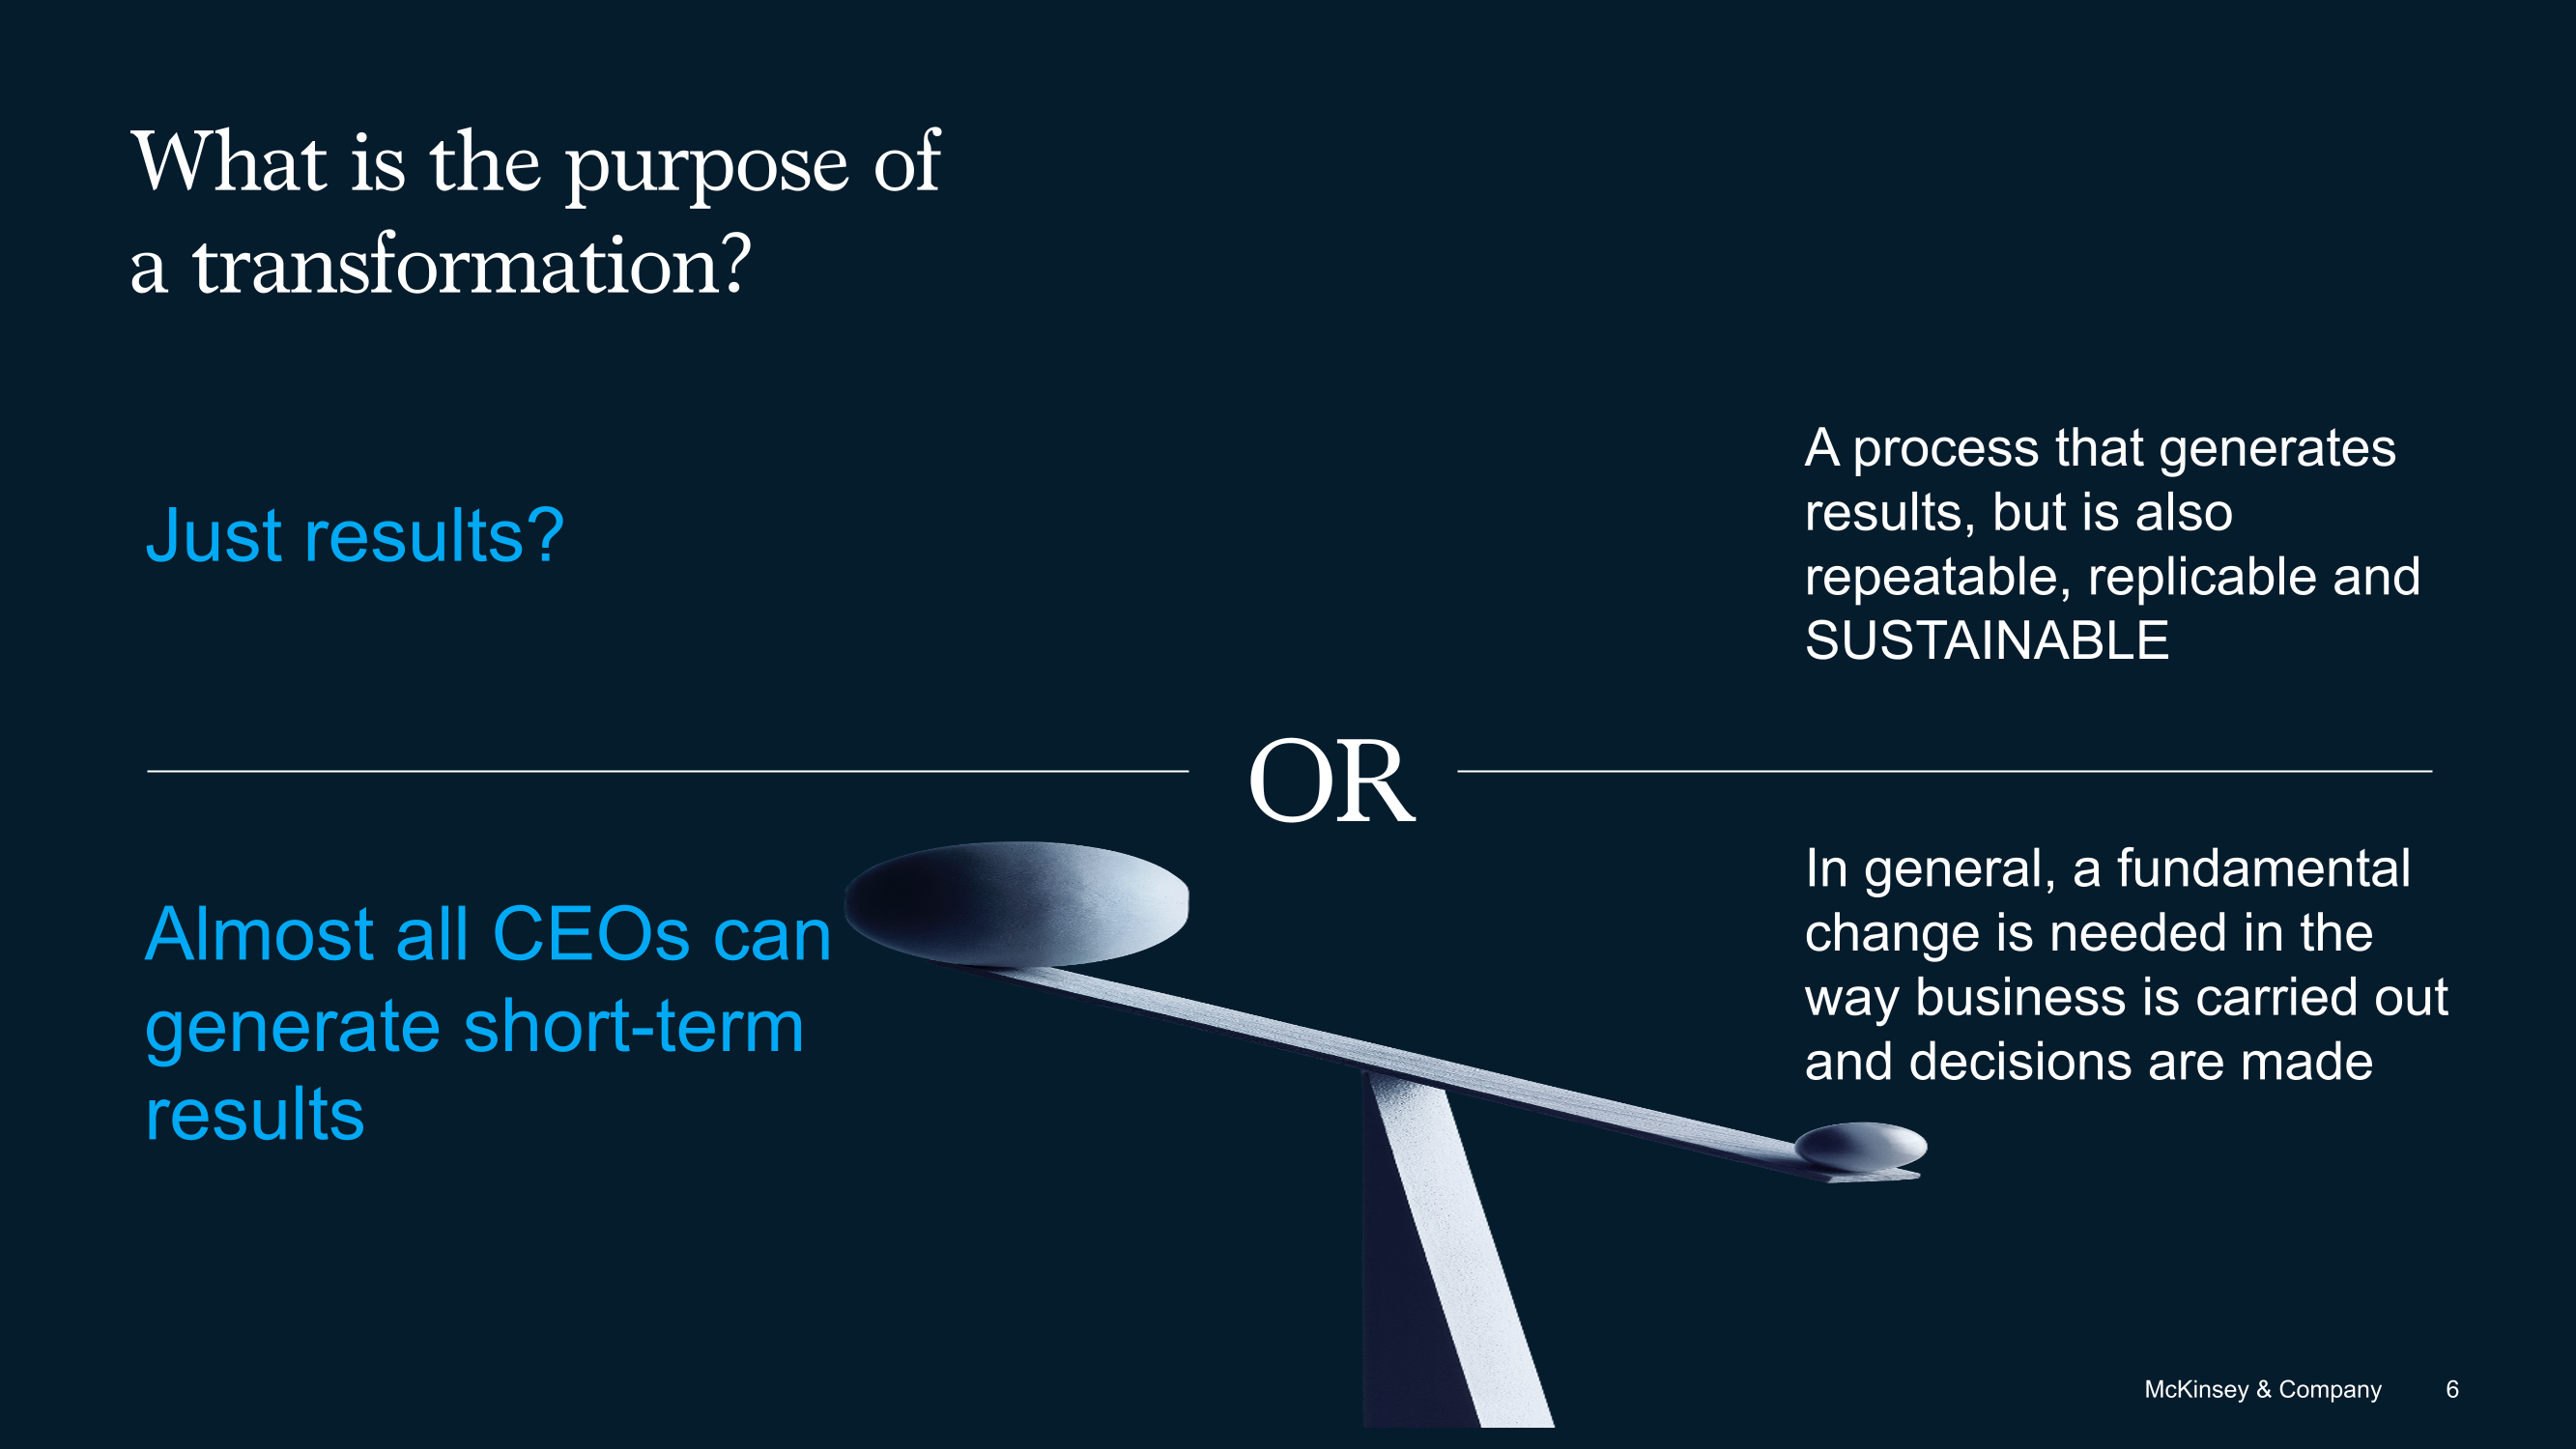 What is the purpose of
a transformation?
Just results?
A process that generates
results, but is also
repeatable, replicable and
SUSTAINABLE
OR
Almost all CEOs can
generate short-term
results
In general, a fundamental
change is needed in the
way business is carried out
and decisions are made
McKinsey & Company 6